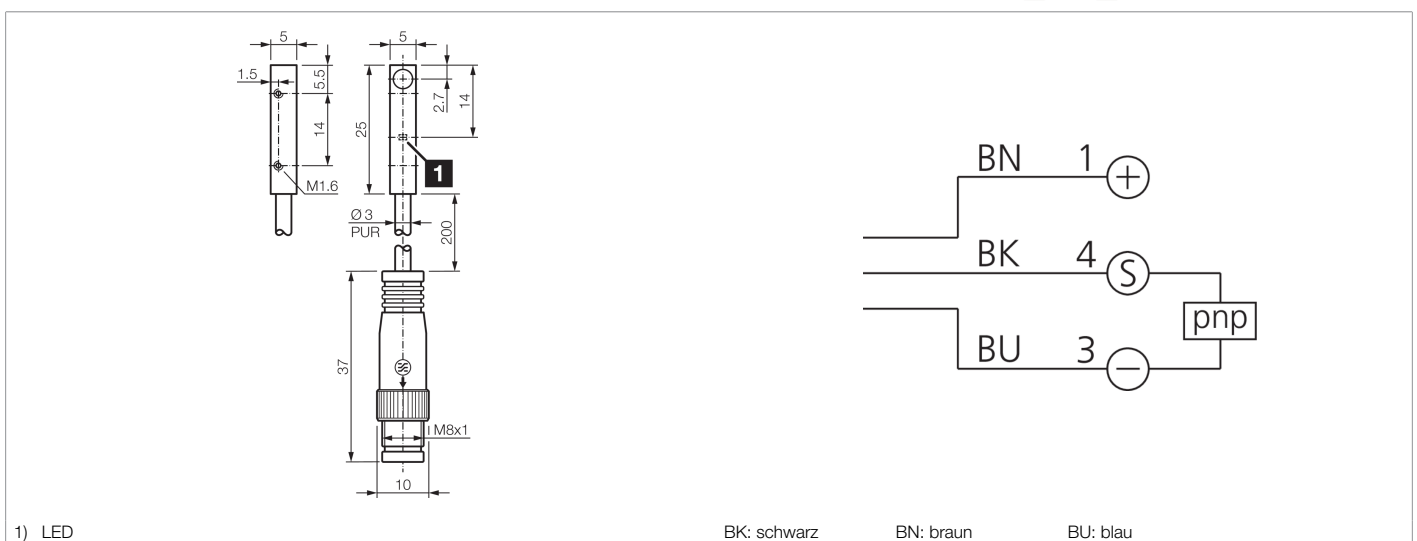 5
5
1.5
5.5
2.7
14
14
25
1
M1.6
Ø 3
PUR
200
37
M8x1
10
BN 1 +
BK 4 S
pnp
BU 3 −
1) LED
BK: schwarz BN: braun BU: blau